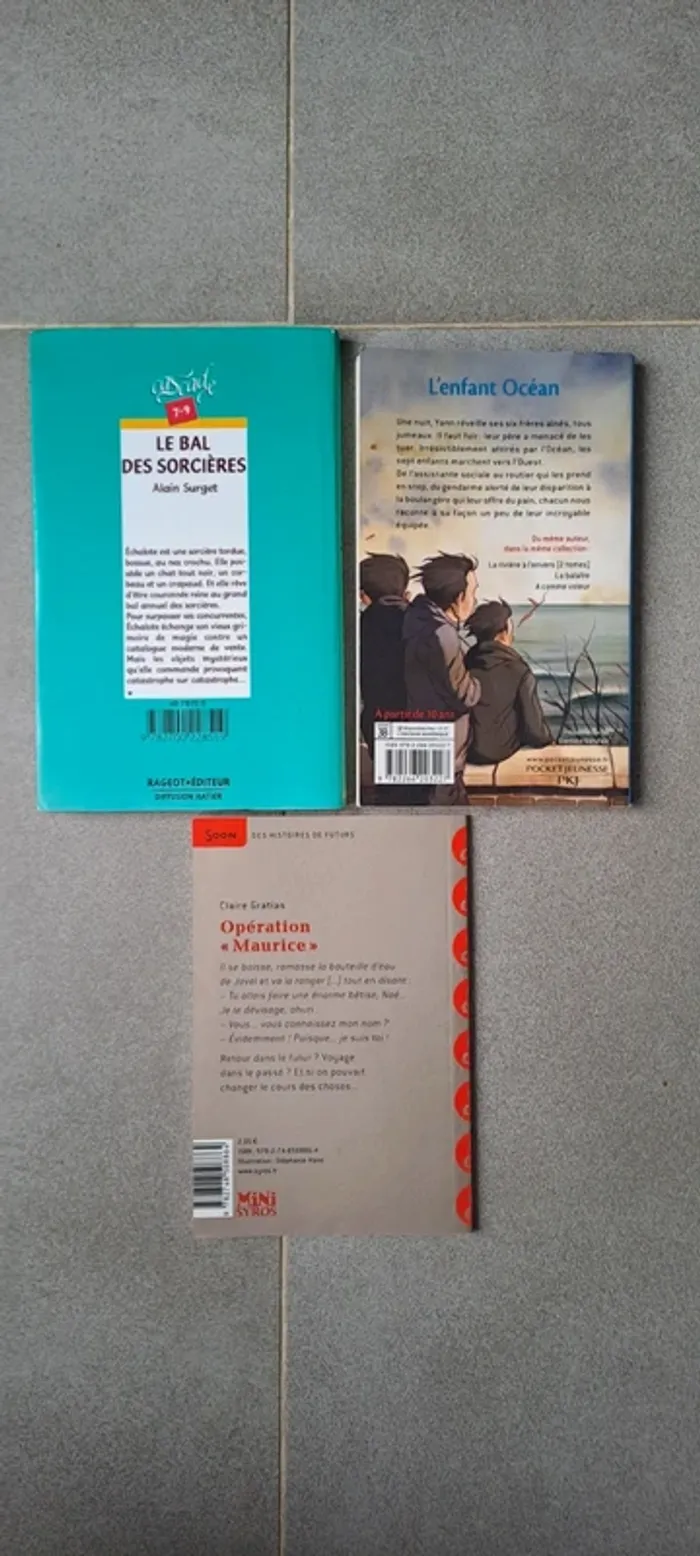 cascade
7-9
LE BAL
DES SORCIÈRES
Alain Surget
Échalote est une sorcière tordue,
bossue, au nez crochu. Elle pos-
sède un chat tout noir, un cor-
beau et un crapaud. Et elle rêve
d'être couronnée reine au grand
bal annuel des sorcières.
Pour surpasser ses concurrentes,
Échalote échange son vieux gri-
moire de magie contre un
catalogue moderne de vente.
Mais les objets mystérieux
qu'elle commande provoquent
catastrophe sur catastrophe...
RAGEOT•ÉDITEUR
DIFFUSION HATIER
L'enfant Océan
Une nuit, Yann réveille ses six frères aînés, tous
jumeaux. Il faut fuir : leur père a menacé de les
tuer. Irrésistiblement attirés par l'Océan, les
sept enfants marchent vers l'Ouest.
De l'assistante sociale au routier qui les prend
en stop, du gendarme alerté de leur disparition à
la boulangère qui leur offre du pain, chacun nous
raconte à sa façon un peu de leur incroyable
équipée.
Du même auteur,
dans la même collection :
La rivière à l'envers [2 tomes]
La balafre
A comme voleur
À partir de 10 ans
www.pocketjeunesse.fr
POCKET JEUNESSE
PKJ
SOON
DES HISTOIRES DE FUTURS
Claire Gratias
Opération
« Maurice »
Il se baisse, ramasse la bouteille d'eau
de Javel et va la ranger [...] tout en disant :
– Tu allais faire une énorme bêtise, Noé...
Je le dévisage, ahuri.
– Vous... vous connaissez mon nom ?
– Évidemment ! Puisque... je suis toi !
Retour dans le futur ? Voyage
dans le passé ? Et si on pouvait
changer le cours des choses...
www.syros.fr
MiNi
SYROS